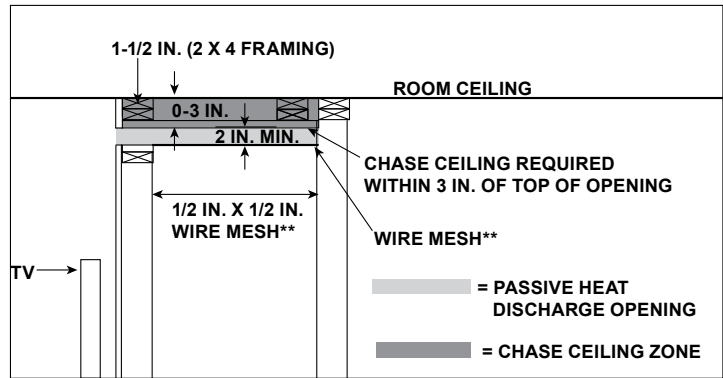 1-1/2 IN. (2 X 4 FRAMING)
ROOM CEILING
0-3 IN.
2 IN. MIN.
CHASE CEILING REQUIRED
WITHIN 3 IN. OF TOP OF OPENING
1/2 IN. X 1/2 IN.
WIRE MESH**
WIRE MESH**
TV
= PASSIVE HEAT
DISCHARGE OPENING
= CHASE CEILING ZONE